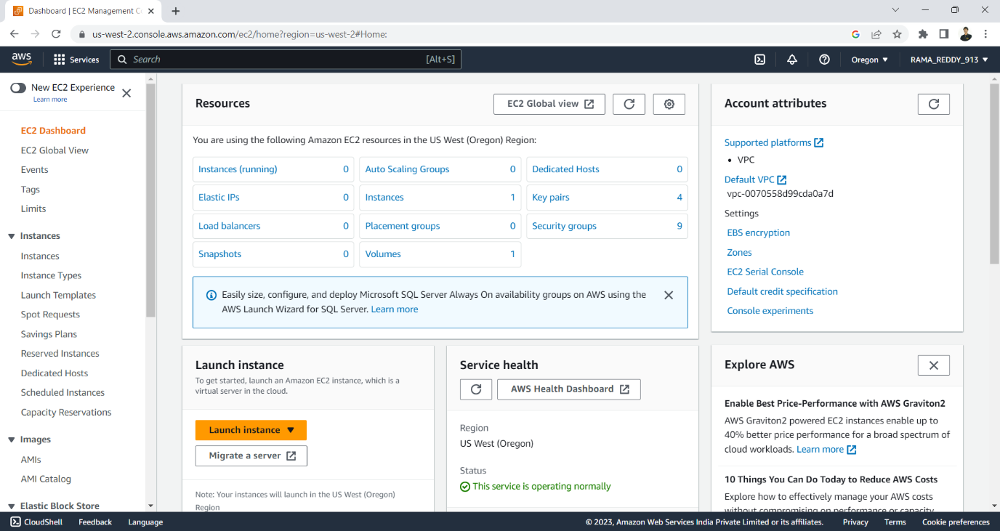 Dashboard | EC2 Management C
us-west-2.console.aws.amazon.com/ec2/home?region=us-west-2#Home:
aws
Services
Search
[Alt+S]
Oregon
RAMA_REDDY_913
New EC2 Experience
Learn more
EC2 Dashboard
EC2 Global View
Events
Tags
Limits
Instances
Instances
Instance Types
Launch Templates
Spot Requests
Savings Plans
Reserved Instances
Dedicated Hosts
Scheduled Instances
Capacity Reservations
Images
AMIs
AMI Catalog
Elastic Block Store
Resources
EC2 Global view
You are using the following Amazon EC2 resources in the US West (Oregon) Region:
Instances (running) 0
Auto Scaling Groups 0
Dedicated Hosts 0
Elastic IPs 0
Instances 1
Key pairs 4
Load balancers 0
Placement groups 0
Security groups 9
Snapshots 0
Volumes 1
Easily size, configure, and deploy Microsoft SQL Server Always On availability groups on AWS using the
AWS Launch Wizard for SQL Server. Learn more
Launch instance
To get started, launch an Amazon EC2 instance, which is a
virtual server in the cloud.
Launch instance
Migrate a server
Note: Your instances will launch in the US West (Oregon)
Region
Service health
AWS Health Dashboard
Region
US West (Oregon)
Status
This service is operating normally
Account attributes
Supported platforms
• VPC
Default VPC
vpc-0070558d99cda0a7d
Settings
EBS encryption
Zones
EC2 Serial Console
Default credit specification
Console experiments
Explore AWS
Enable Best Price-Performance with AWS Graviton2
AWS Graviton2 powered EC2 instances enable up to
40% better price performance for a broad spectrum of
cloud workloads. Learn more
10 Things You Can Do Today to Reduce AWS Costs
Explore how to effectively manage your AWS costs
without compromising on performance or capacity
CloudShell
Feedback
Language
© 2023, Amazon Web Services India Private Limited or its affiliates.
Privacy
Terms
Cookie preferences